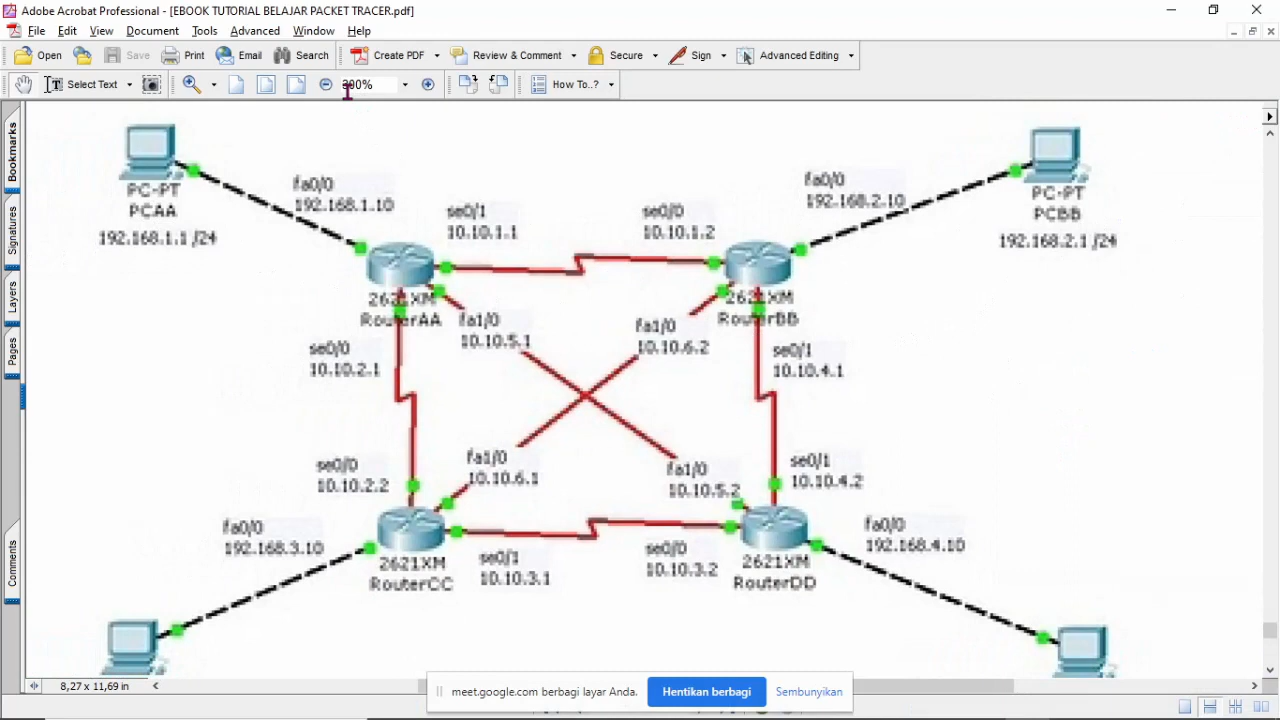 Adobe Acrobat Professional - [EBOOK TUTORIAL BELAJAR PACKET TRACER.pdf]
File Edit View Document Tools Advanced Window Help
Open Save Print Email Search Create PDF Review & Comment Secure Sign Advanced Editing
Select Text 200% How To..?
Bookmarks
Signatures
Layers
Pages
Comments
PC-PT
PCAA
192.168.1.1 /24
fa0/0
192.168.1.10
se0/1
10.10.1.1
se0/0
10.10.1.2
fa0/0
192.168.2.10
PC-PT
PCBB
192.168.2.1 /24
2621XM
RouterAA
2621XM
RouterBB
fa1/0
10.10.5.1
fa1/0
10.10.6.2
se0/0
10.10.2.1
se0/1
10.10.4.1
se0/0
10.10.2.2
fa1/0
10.10.6.1
fa1/0
10.10.5.2
se0/1
10.10.4.2
fa0/0
192.168.3.10
2621XM
RouterCC
se0/1
10.10.3.1
se0/0
10.10.3.2
2621XM
RouterDD
fa0/0
192.168.4.10
8,27 x 11,69 in
meet.google.com berbagi layar Anda. Hentikan berbagi Sembunyikan